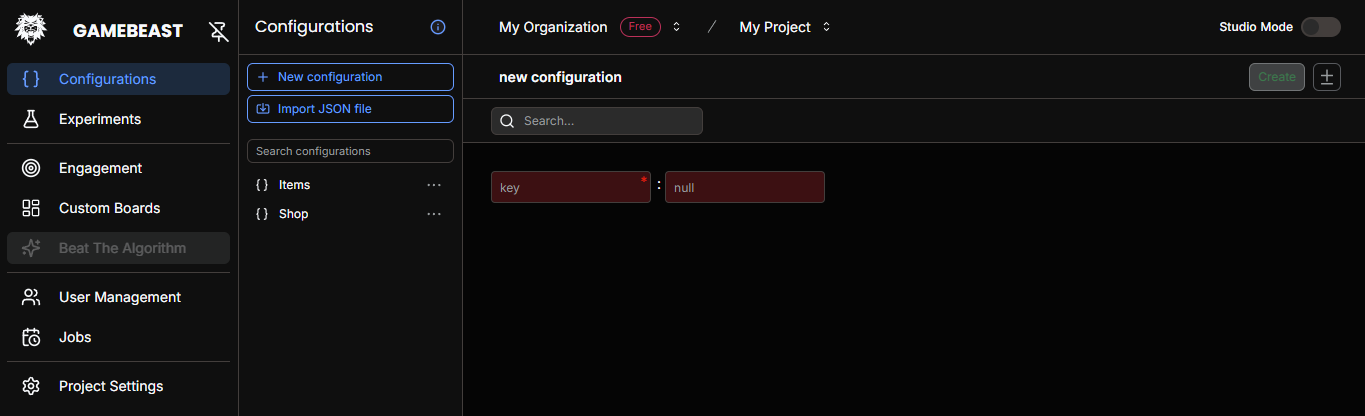 GAMEBEAST
Configurations
Experiments
Engagement
Custom Boards
Beat The Algorithm
User Management
Jobs
Project Settings
Configurations
New configuration
Import JSON file
Search configurations
{ } Items ...
{ } Shop ...
My Organization Free / My Project
Studio Mode
new configuration
Create
Search...
key * : null